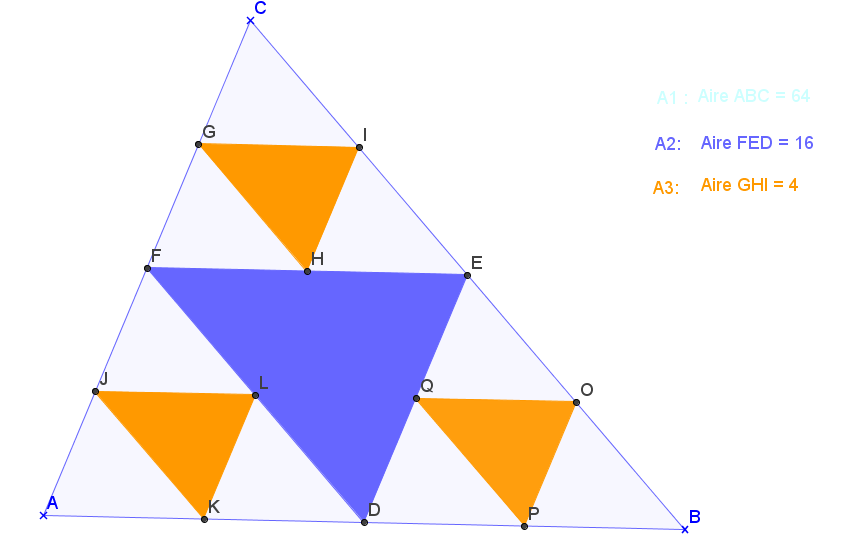 C
A1 : Aire ABC = 64
G
I
A2: Aire FED = 16
A3: Aire GHI = 4
F
H
E
J
L
Q
O
A
K
D
P
B